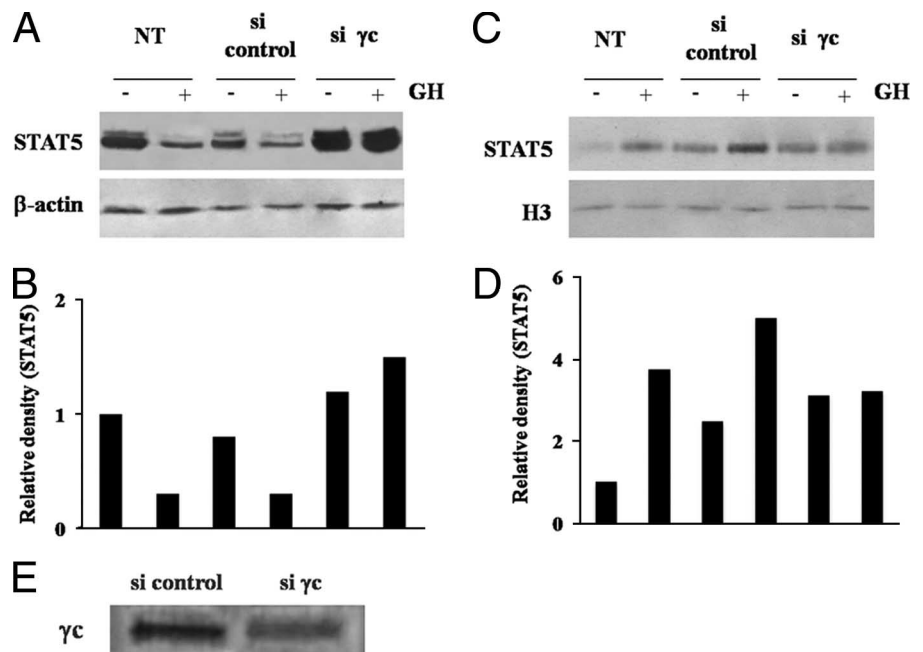 A
NT
si control
si γc
- + - + - + GH
STAT5
β-actin
B
Relative density (STAT5)
2
1
0
C
NT
si control
si γc
- + - + - + GH
STAT5
H3
D
Relative density (STAT5)
6
4
2
0
E
si control si γc
γc